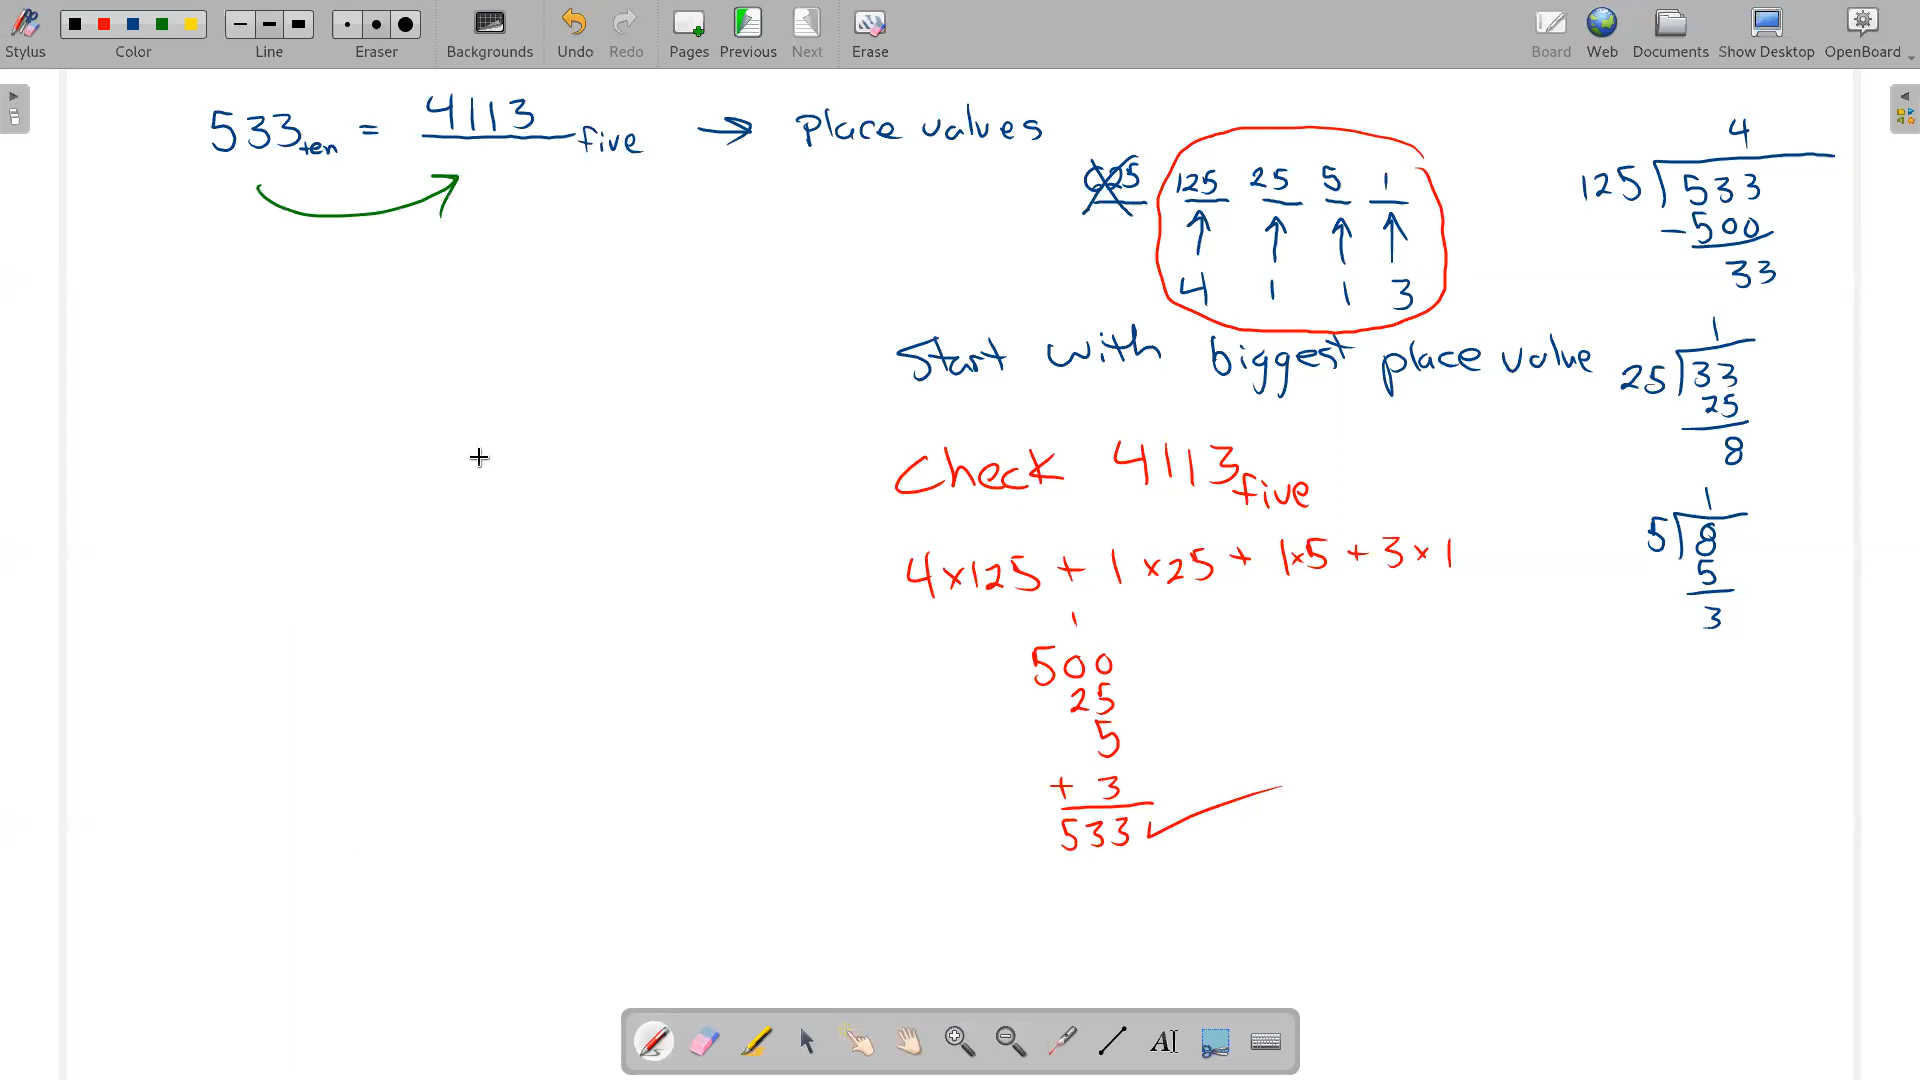 Stylus
Color
Line
Eraser
Backgrounds
Undo
Redo
Pages
Previous
Next
Erase
Board
Web
Documents
Show Desktop
OpenBoard
533ten = 4113five → place values
625 125 25 5 1
↑ ↑ ↑ ↑
4 1 1 3
Start with biggest place value
Check 4113five
4×125 + 1×25 + 1×5 + 3×1
1
500
25
5
+ 3
533 ✓
4
125 533
-500
33
1
25 33
25
8
1
5 8
5
3
AI